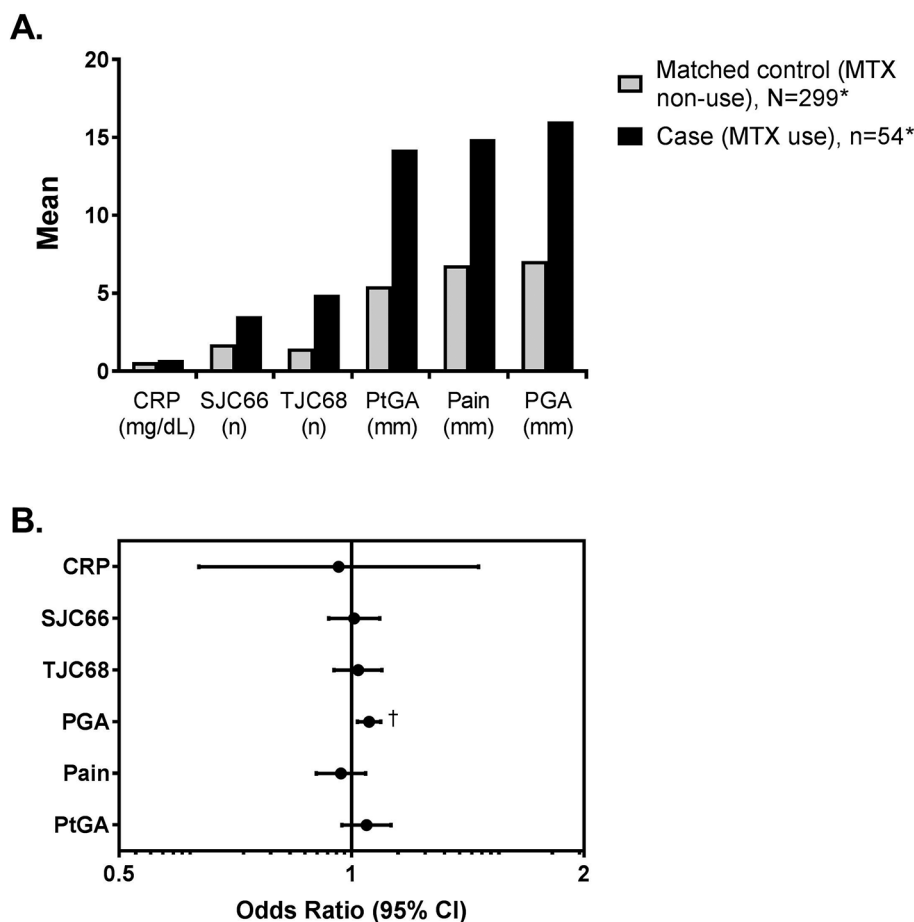 A.
20
15
10
5
0
Mean
Matched control (MTX
non-use), N=299*
Case (MTX use), n=54*
CRP SJC66 TJC68 PtGA Pain PGA
(mg/dL) (n) (n) (mm) (mm) (mm)
B.
CRP
SJC66
TJC68
PGA †
Pain
PtGA
0.5 1 2
Odds Ratio (95% CI)